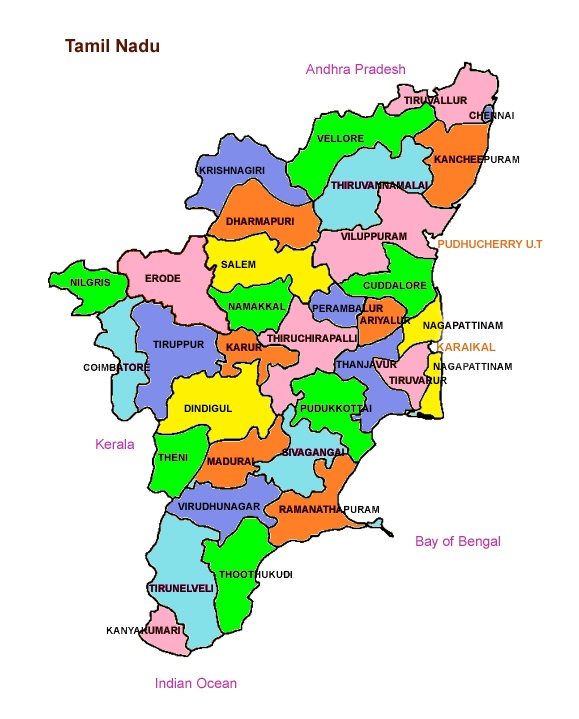 Tamil Nadu
Andhra Pradesh
TIRUVALLUR
CHENNAI
VELLORE
KANCHEEPURAM
KRISHNAGIRI
THIRUVANNAMALAI
DHARMAPURI
VILUPPURAM
PUDHUCHERRY U.T
SALEM
ERODE
NILGRIS
CUDDALORE
NAMAKKAL
PERAMBALUR
ARIYALUR
NAGAPATTINAM
THIRUCHIRAPALLI
TIRUPPUR
KARUR
KARAIKAL
COIMBATORE
THANJAVUR
NAGAPATTINAM
TIRUVARUR
DINDIGUL
PUDUKKOTTAI
Kerala
SIVAGANGAI
THENI
MADURAI
VIRUDHUNAGAR
RAMANATHAPURAM
Bay of Bengal
THOOTHUKUDI
TIRUNELVELI
KANYAKUMARI
Indian Ocean